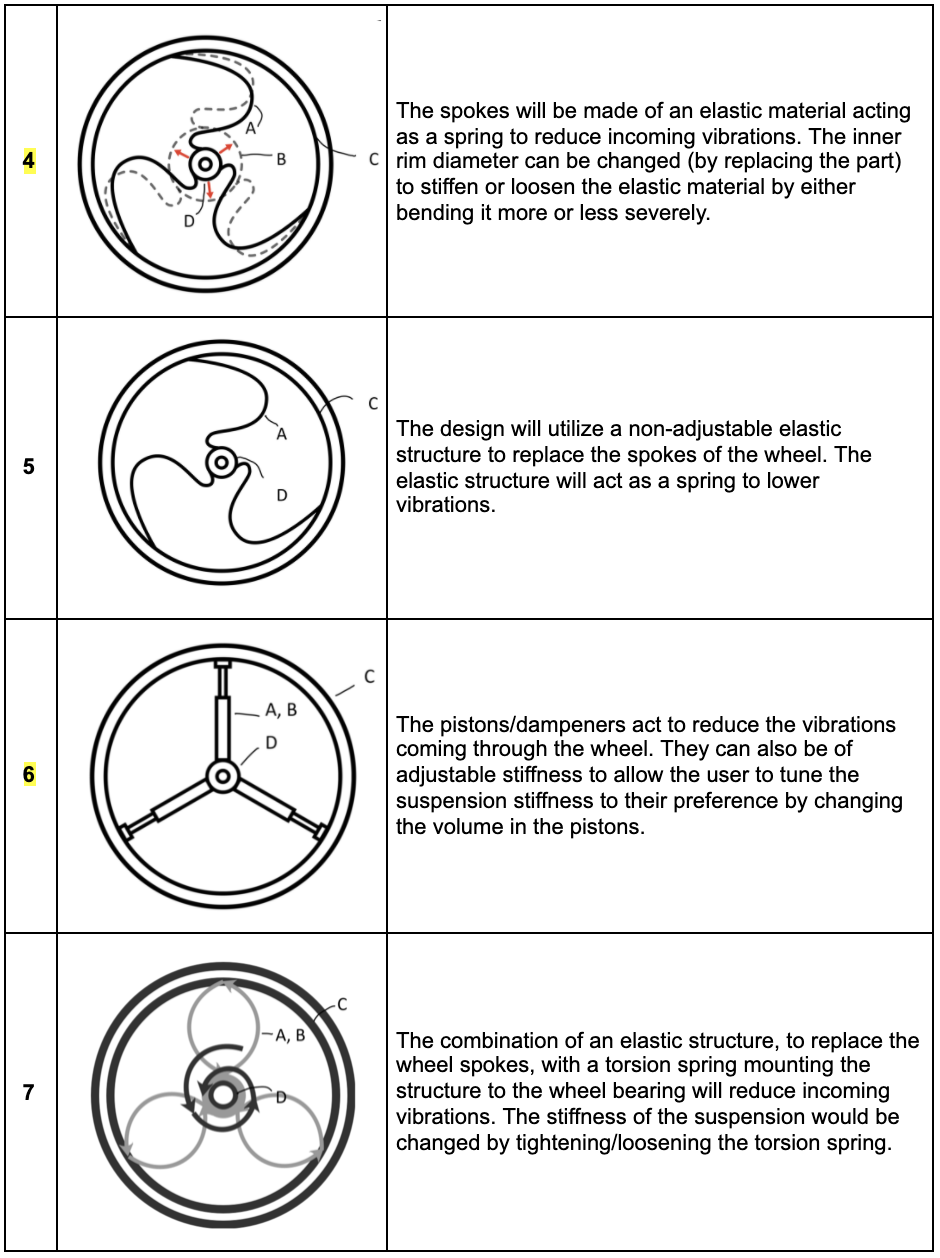 4
A
B
C
D
The spokes will be made of an elastic material acting
as a spring to reduce incoming vibrations. The inner
rim diameter can be changed (by replacing the part)
to stiffen or loosen the elastic material by either
bending it more or less severely.
5
C
A
D
The design will utilize a non-adjustable elastic
structure to replace the spokes of the wheel. The
elastic structure will act as a spring to lower
vibrations.
6
C
A, B
D
The pistons/dampeners act to reduce the vibrations
coming through the wheel. They can also be of
adjustable stiffness to allow the user to tune the
suspension stiffness to their preference by changing
the volume in the pistons.
7
C
A, B
D
The combination of an elastic structure, to replace the
wheel spokes, with a torsion spring mounting the
structure to the wheel bearing will reduce incoming
vibrations. The stiffness of the suspension would be
changed by tightening/loosening the torsion spring.